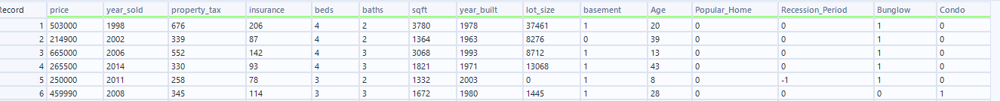 Record price year_sold property_tax insurance beds baths sqft year_built lot_size basement Age Popular_Home Recession_Period Bunglow Condo
1 503000 1998 676 206 4 2 3780 1978 37461 1 20 0 0 1 0
2 214900 2002 339 87 4 2 1364 1963 8276 0 39 0 0 1 0
3 665000 2006 552 142 4 3 3068 1993 8712 1 13 0 0 1 0
4 265500 2014 330 93 4 3 1821 1971 13068 1 43 0 0 1 0
5 250000 2011 258 78 3 2 1332 2003 0 1 8 0 -1 1 0
6 459990 2008 345 114 3 3 1672 1980 1445 1 28 0 0 0 1